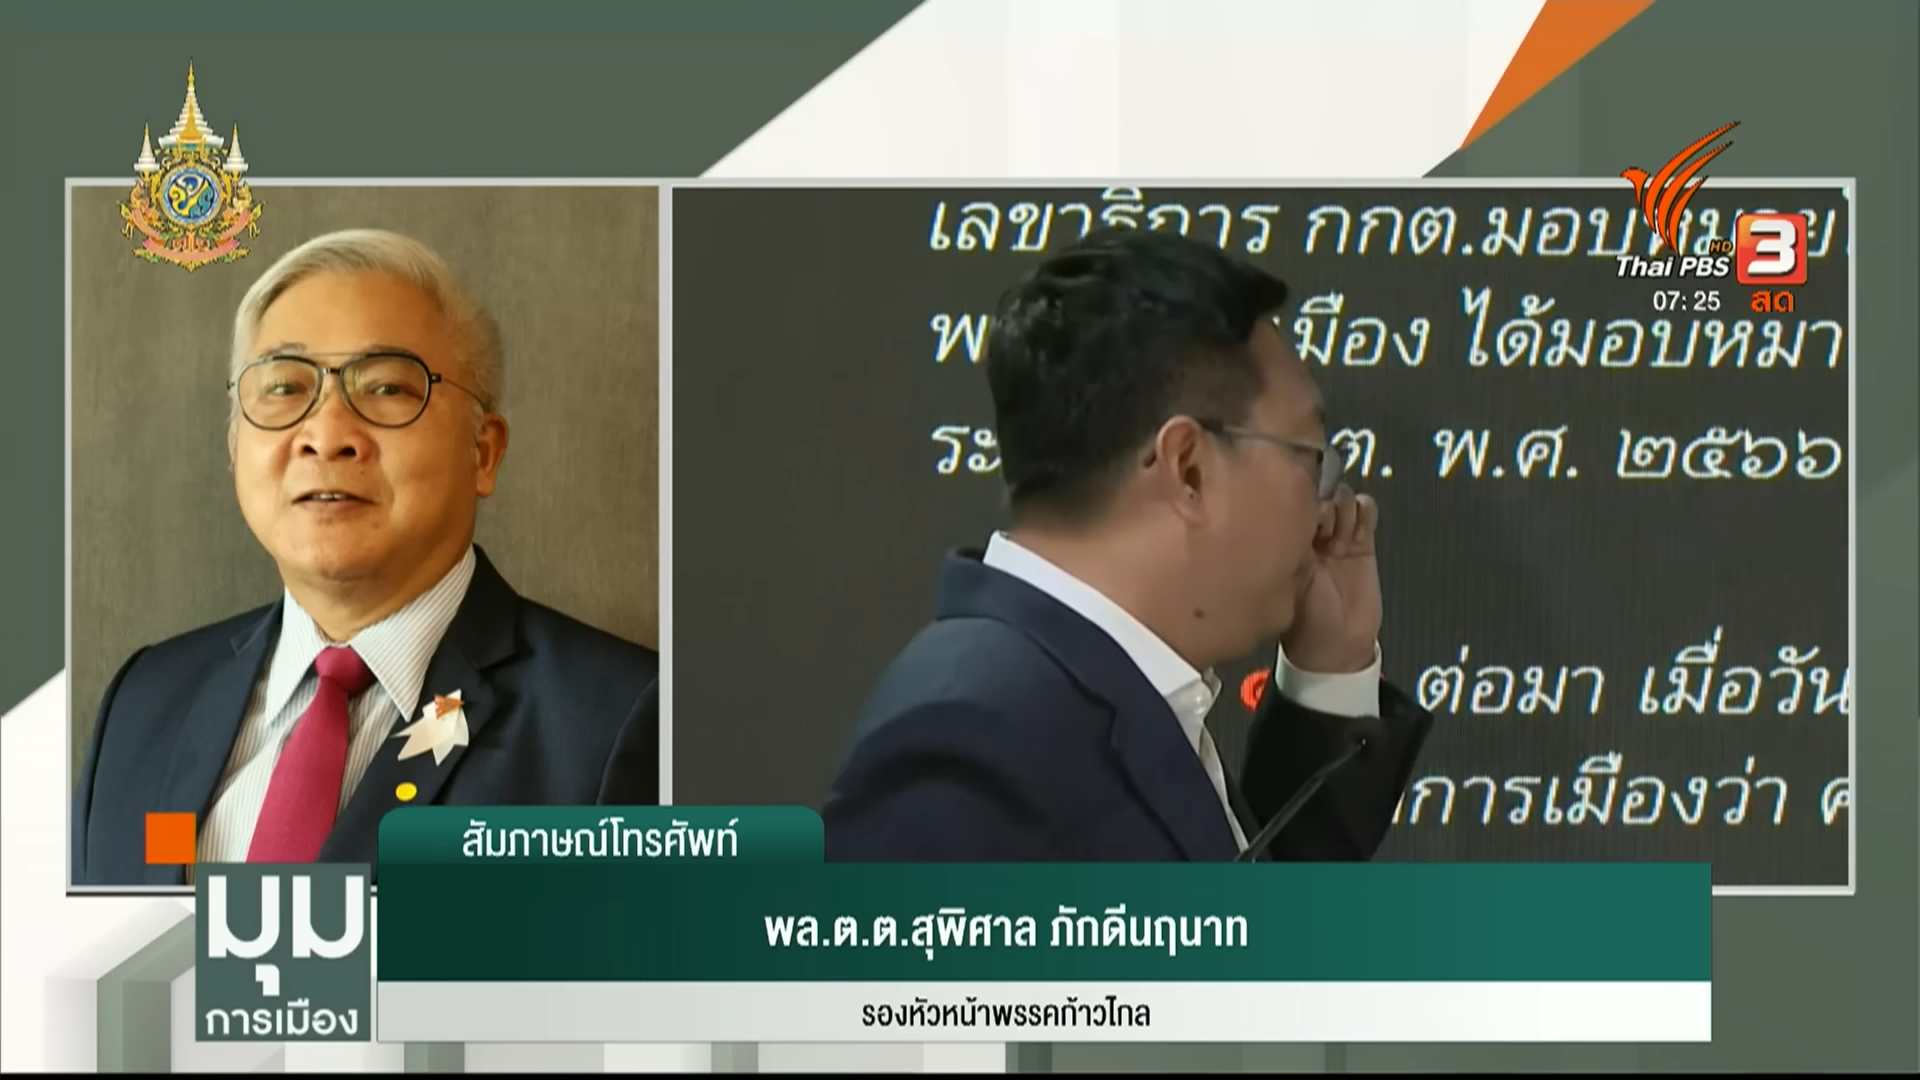 เลขาธิการ กกต.มอบหมาย
Thai PBS HD 3
07:25 สด
มือง ได้มอบหมา
ระ ต. พ.ศ. ๒๕๖๖
ต่อมา เมื่อวัน
การเมืองว่า
สัมภาษณ์โทรศัพท์
พล.ต.ต.สุพิศาล ภักดีนฤนาท
รองหัวหน้าพรรคก้าวไกล
มุม
การเมือง